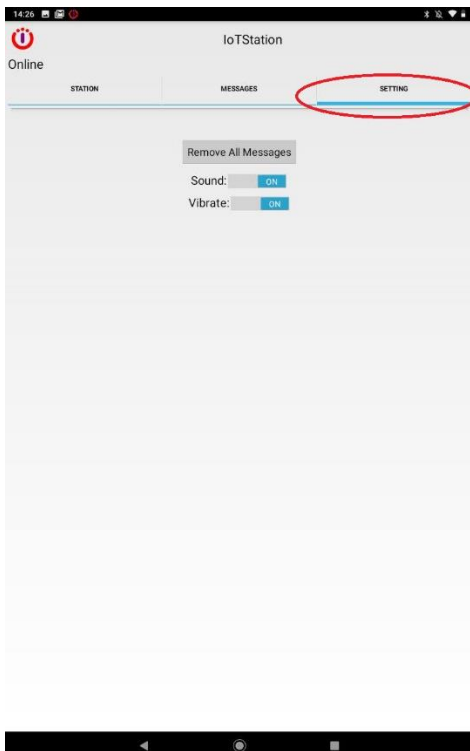 14:26
IoTStation
Online
STATION MESSAGES SETTING
Remove All Messages
Sound: ON
Vibrate: ON